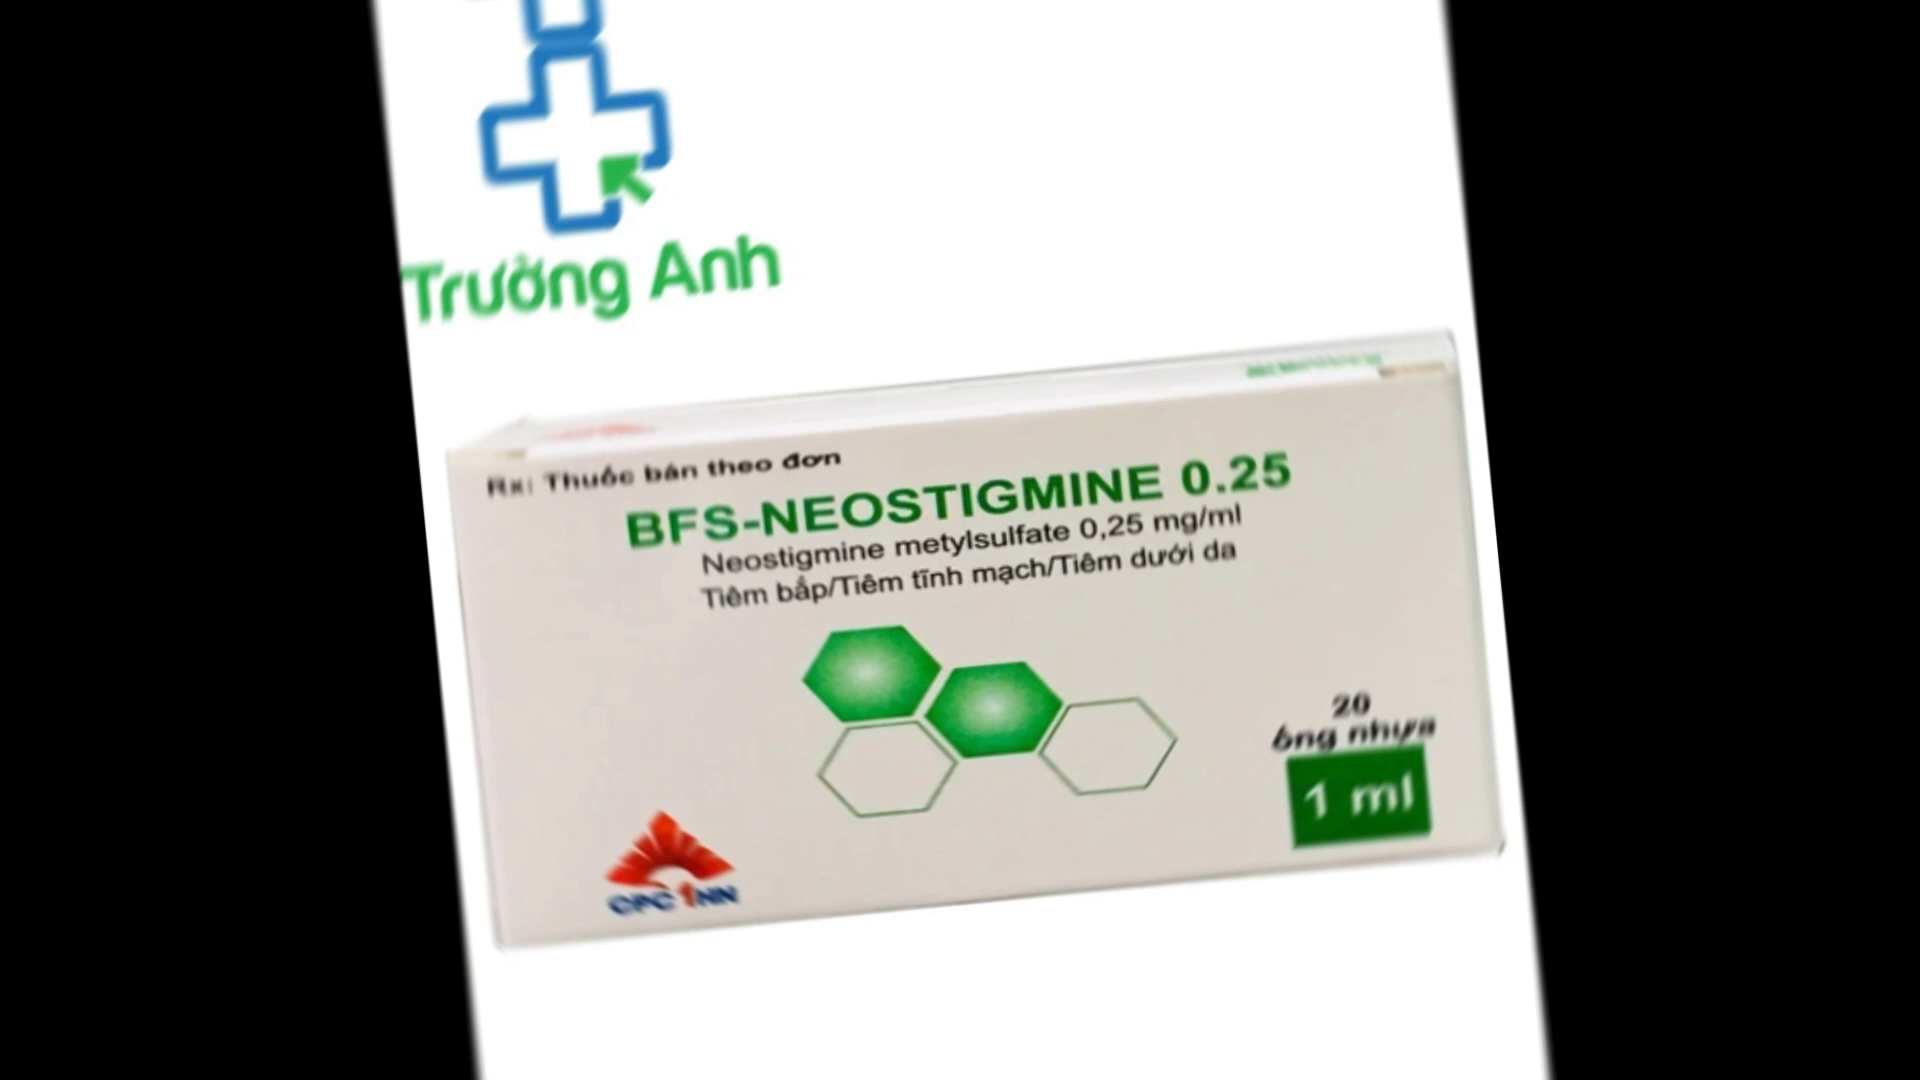 Trường Anh
Rx: Thuốc bán theo đơn
BFS-NEOSTIGMINE 0.25
Neostigmine metylsulfate 0,25 mg/ml
Tiêm bắp/Tiêm tĩnh mạch/Tiêm dưới da
20
ống nhựa
1 ml
CPC1HN